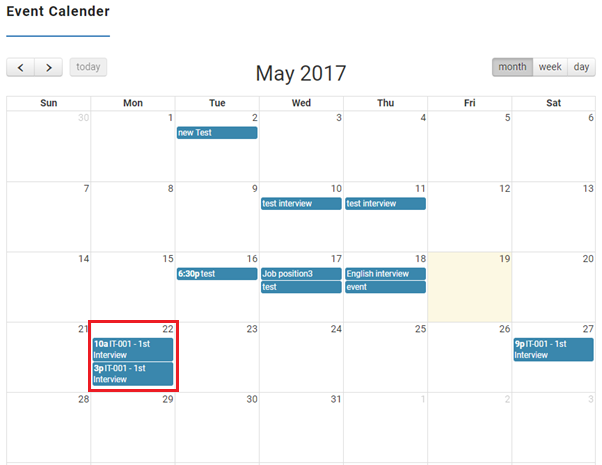 Event Calender
< > today May 2017 month week day
Sun Mon Tue Wed Thu Fri Sat
30 1 2 3 4 5 6
new Test
7 8 9 10 11 12 13
test interview test interview
14 15 16 17 18 19 20
6:30p test Job position3 English interview
test event
21 22 23 24 25 26 27
10a IT-001 - 1st 9p IT-001 - 1st
Interview Interview
3p IT-001 - 1st
Interview
28 29 30 31 1 2 3